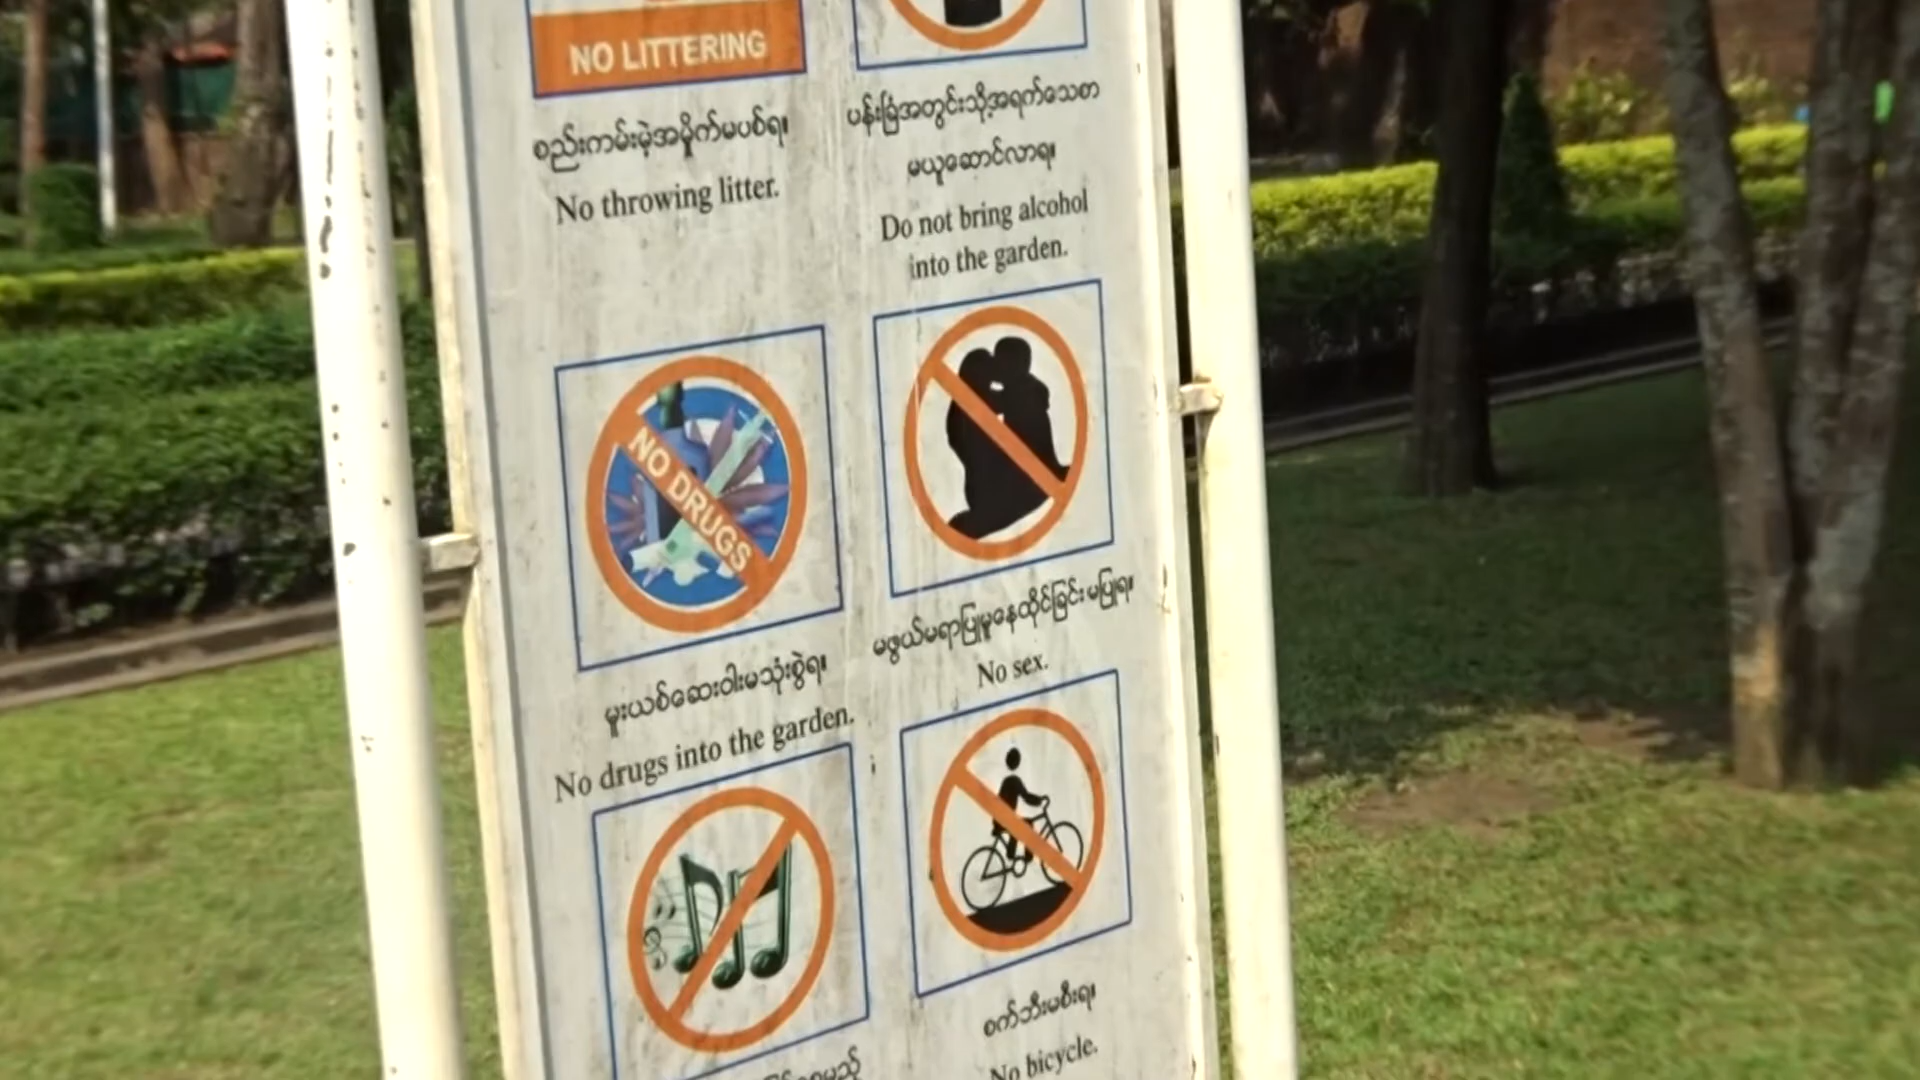 NO LITTERING
စည်းကမ်းမဲ့အမှိုက်မပစ်ရ။
No throwing litter.
ပန်းခြံအတွင်းသို့အရက်သေစာ
မယူဆောင်လာရ။
Do not bring alcohol
into the garden.
NO DRUGS
မူးယစ်ဆေးဝါးမသုံးစွဲရ။
No drugs into the garden.
မဖွယ်မရာပြုမူနေထိုင်ခြင်းမပြုရ။
No sex.
စက်ဘီးမစီးရ။
No bicycle.